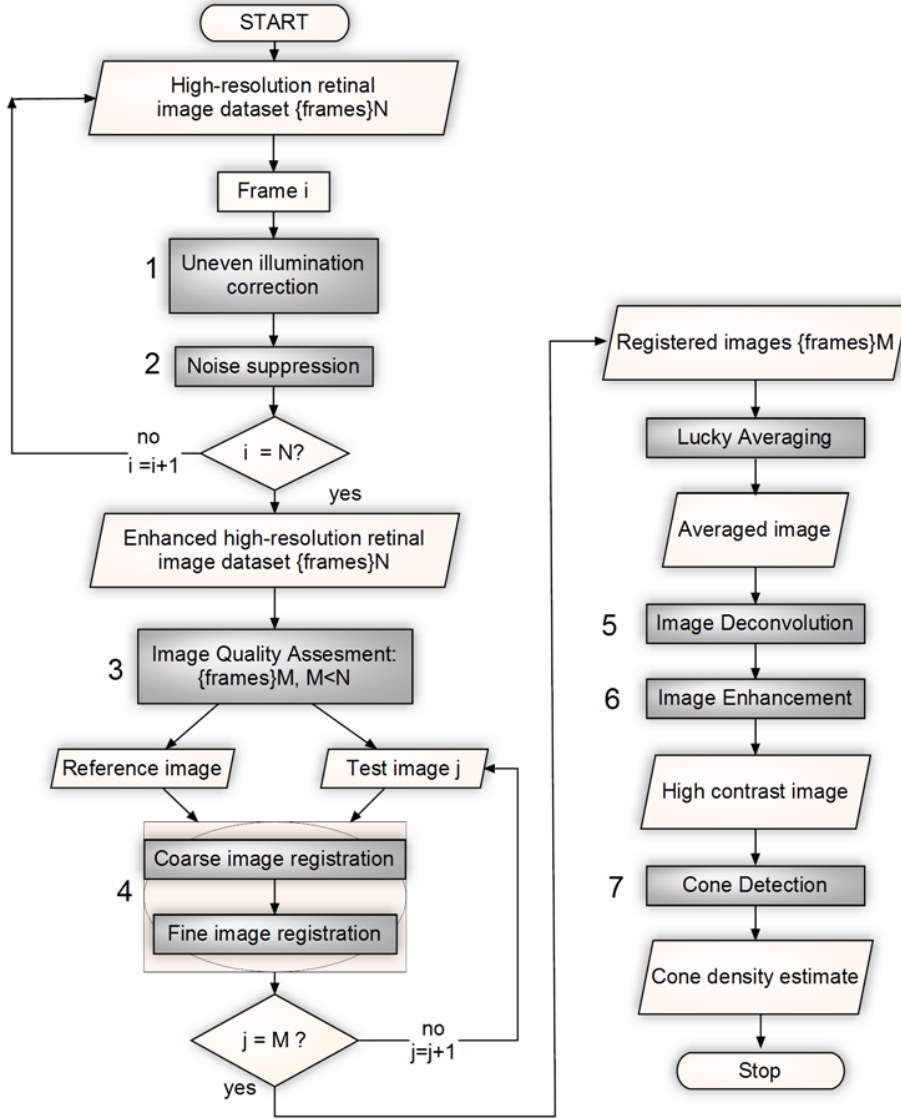 START
High-resolution retinal
image dataset {frames}N
Frame i
1
Uneven illumination
correction
2
Noise suppression
i = N?
no
i =i+1
yes
Enhanced high-resolution retinal
image dataset {frames}N
3
Image Quality Assesment:
{frames}M, M<N
Reference image
Test image j
4
Coarse image registration
Fine image registration
j = M ?
no
j=j+1
yes
Registered images {frames}M
Lucky Averaging
Averaged image
5
Image Deconvolution
6
Image Enhancement
High contrast image
7
Cone Detection
Cone density estimate
Stop